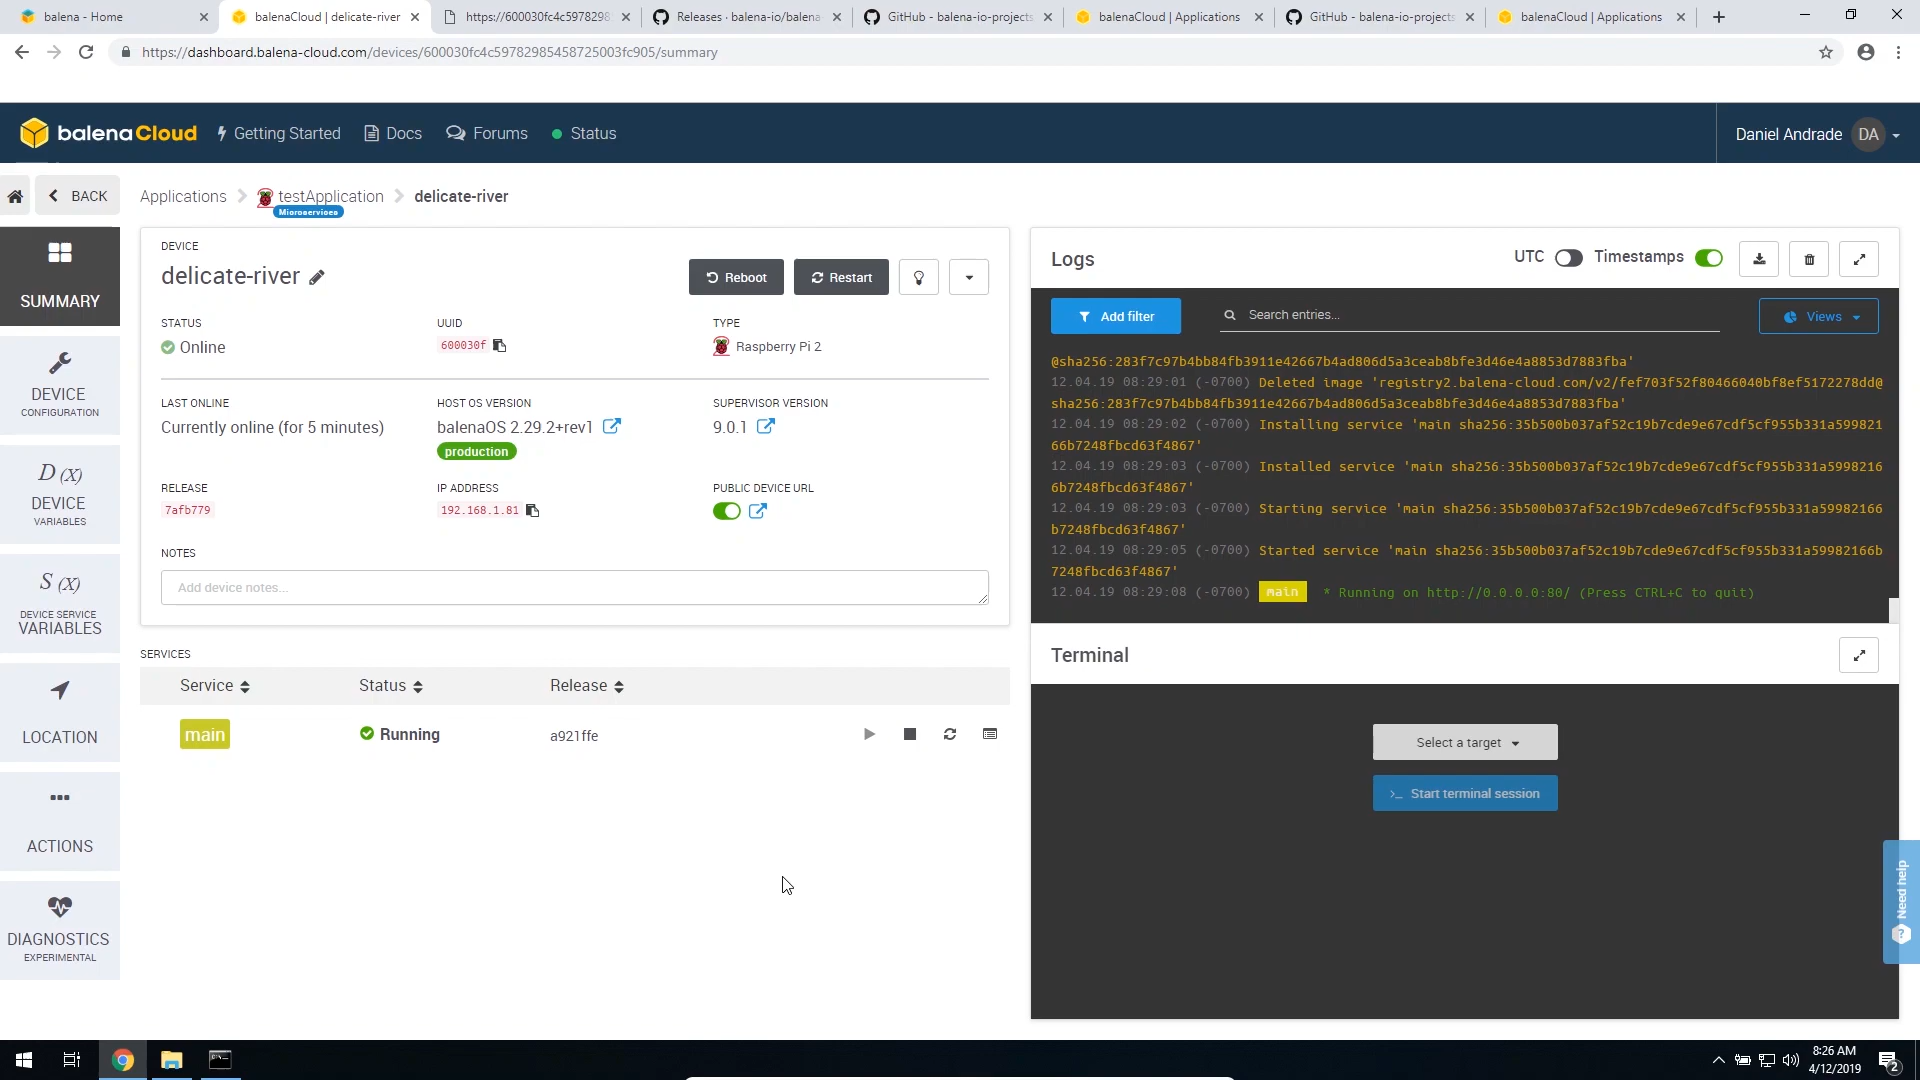 balena - Home
balenaCloud | delicate-river
https://600030fc4c5978298
Releases · balena-io/balena-
GitHub - balena-io-projects
balenaCloud | Applications
GitHub - balena-io-projects
balenaCloud | Applications
https://dashboard.balena-cloud.com/devices/600030fc4c59782985458725003fc905/summary
balenaCloud
Getting Started
Docs
Forums
Status
Daniel Andrade
DA
BACK
Applications
testApplication
Microservices
delicate-river
SUMMARY
DEVICE
CONFIGURATION
D (X)
DEVICE
VARIABLES
S (X)
DEVICE SERVICE
VARIABLES
LOCATION
ACTIONS
DIAGNOSTICS
EXPERIMENTAL
DEVICE
delicate-river
Reboot
Restart
STATUS
Online
UUID
600030f
TYPE
Raspberry Pi 2
LAST ONLINE
Currently online (for 5 minutes)
HOST OS VERSION
balenaOS 2.29.2+rev1
production
SUPERVISOR VERSION
9.0.1
RELEASE
7afb779
IP ADDRESS
192.168.1.81
PUBLIC DEVICE URL
NOTES
Add device notes...
SERVICES
Service
Status
Release
main
Running
a921ffe
Logs
UTC
Timestamps
Add filter
Search entries...
Views
@sha256:283f7c97b4bb84fb3911e42667b4ad806d5a3ceab8bfe3d46e4a8853d7883fba'
12.04.19 08:29:01 (-0700) Deleted image 'registry2.balena-cloud.com/v2/fef703f52f80466040bf8ef5172278dd@
sha256:283f7c97b4bb84fb3911e42667b4ad806d5a3ceab8bfe3d46e4a8853d7883fba'
12.04.19 08:29:02 (-0700) Installing service 'main sha256:35b500b037af52c19b7cde9e67cdf5cf955b331a599821
66b7248fbcd63f4867'
12.04.19 08:29:03 (-0700) Installed service 'main sha256:35b500b037af52c19b7cde9e67cdf5cf955b331a5998216
6b7248fbcd63f4867'
12.04.19 08:29:03 (-0700) Starting service 'main sha256:35b500b037af52c19b7cde9e67cdf5cf955b331a59982166
b7248fbcd63f4867'
12.04.19 08:29:05 (-0700) Started service 'main sha256:35b500b037af52c19b7cde9e67cdf5cf955b331a59982166b
7248fbcd63f4867'
12.04.19 08:29:08 (-0700) main * Running on http://0.0.0.0:80/ (Press CTRL+C to quit)
Terminal
Select a target
>_ Start terminal session
Need help
?
8:26 AM
4/12/2019
2